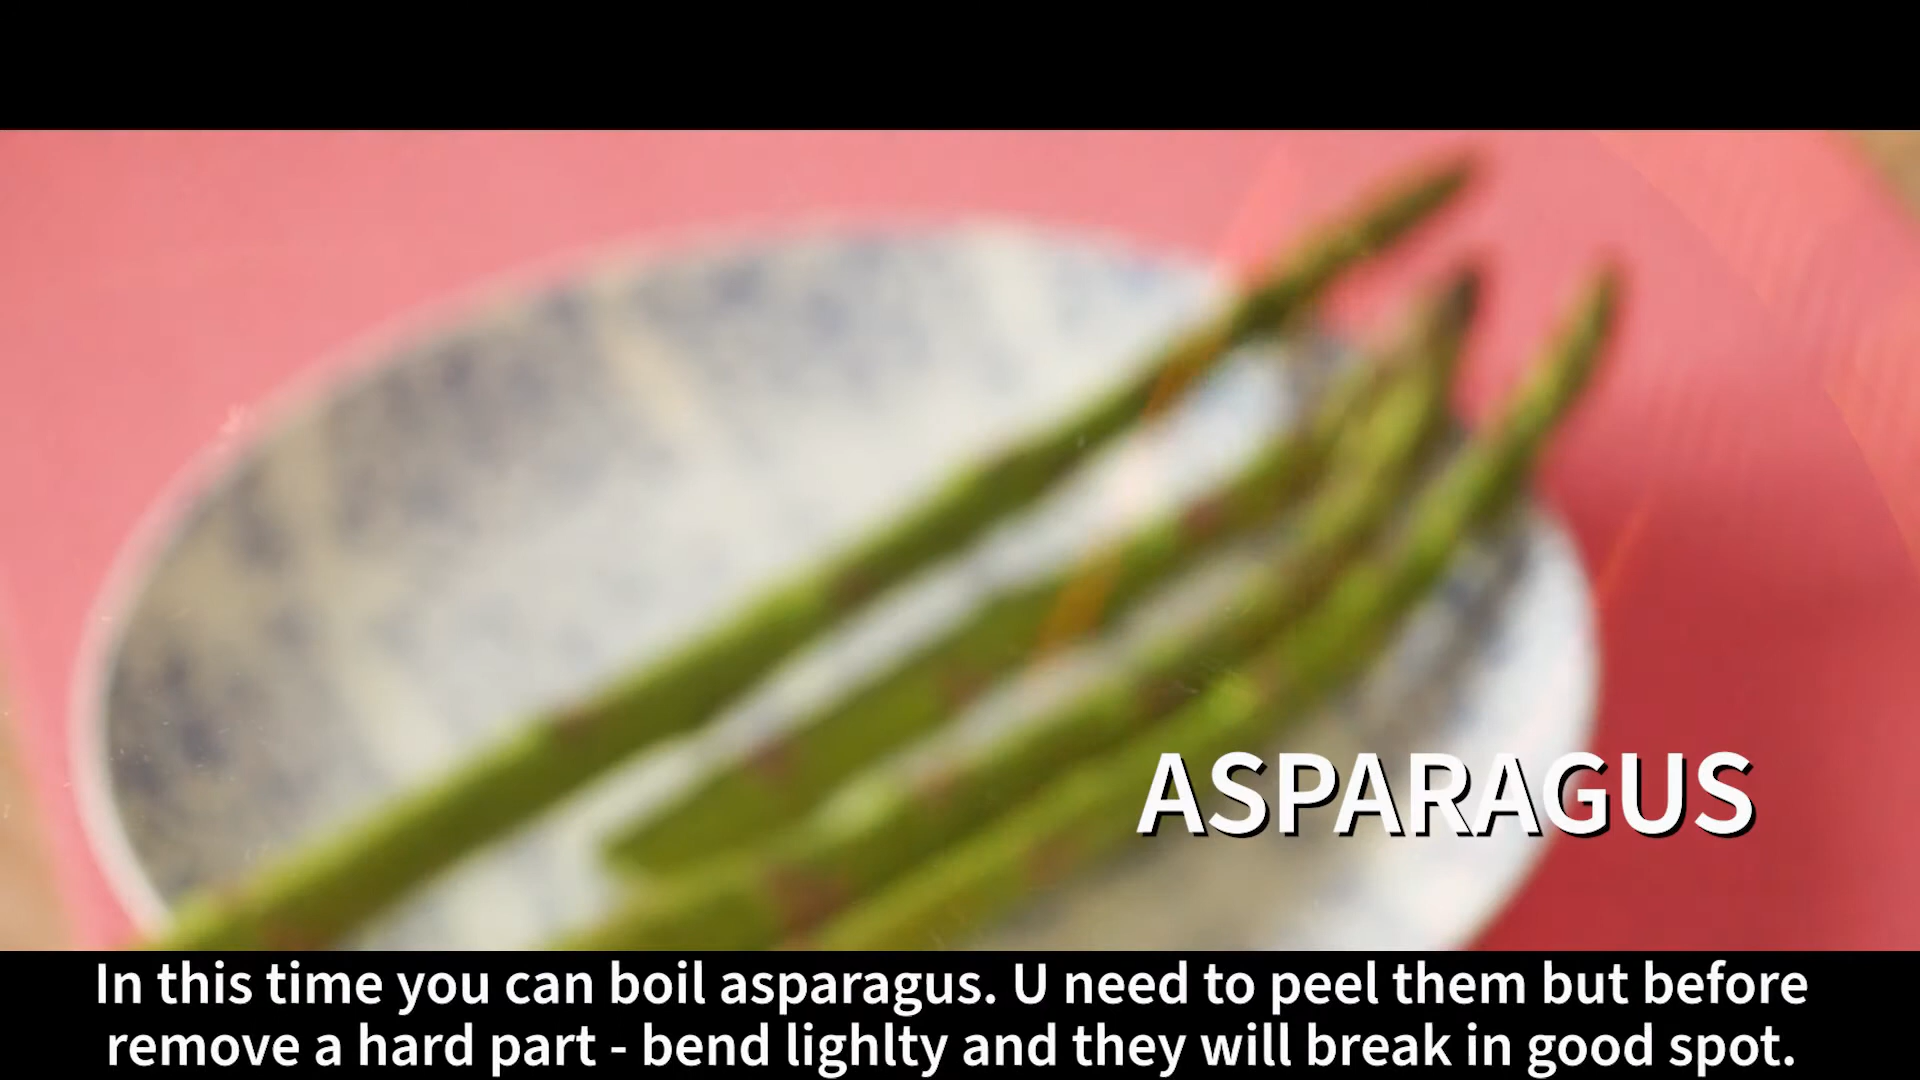 ASPARAGUS
In this time you can boil asparagus. U need to peel them but before
remove a hard part - bend lighlty and they will break in good spot.